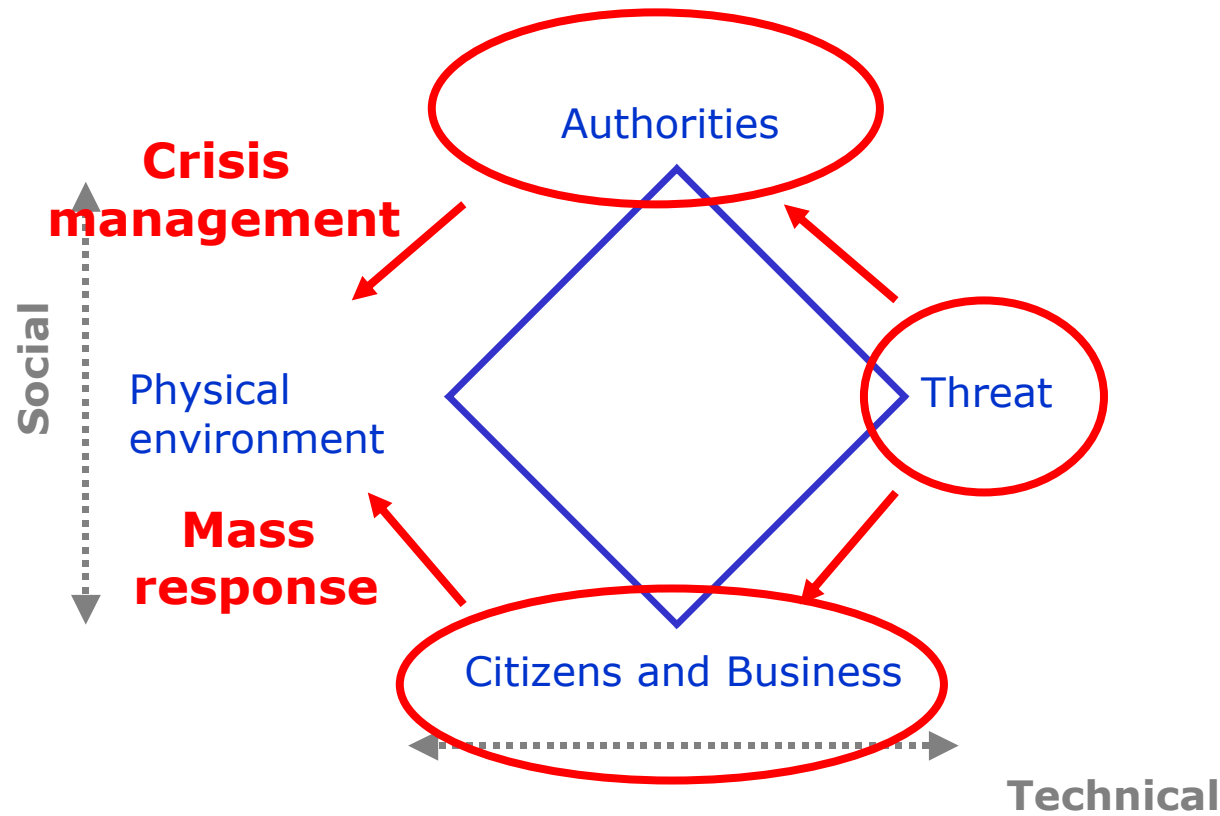 Authorities
Crisis
management
Social
Physical
environment
Threat
Mass
response
Citizens and Business
Technical